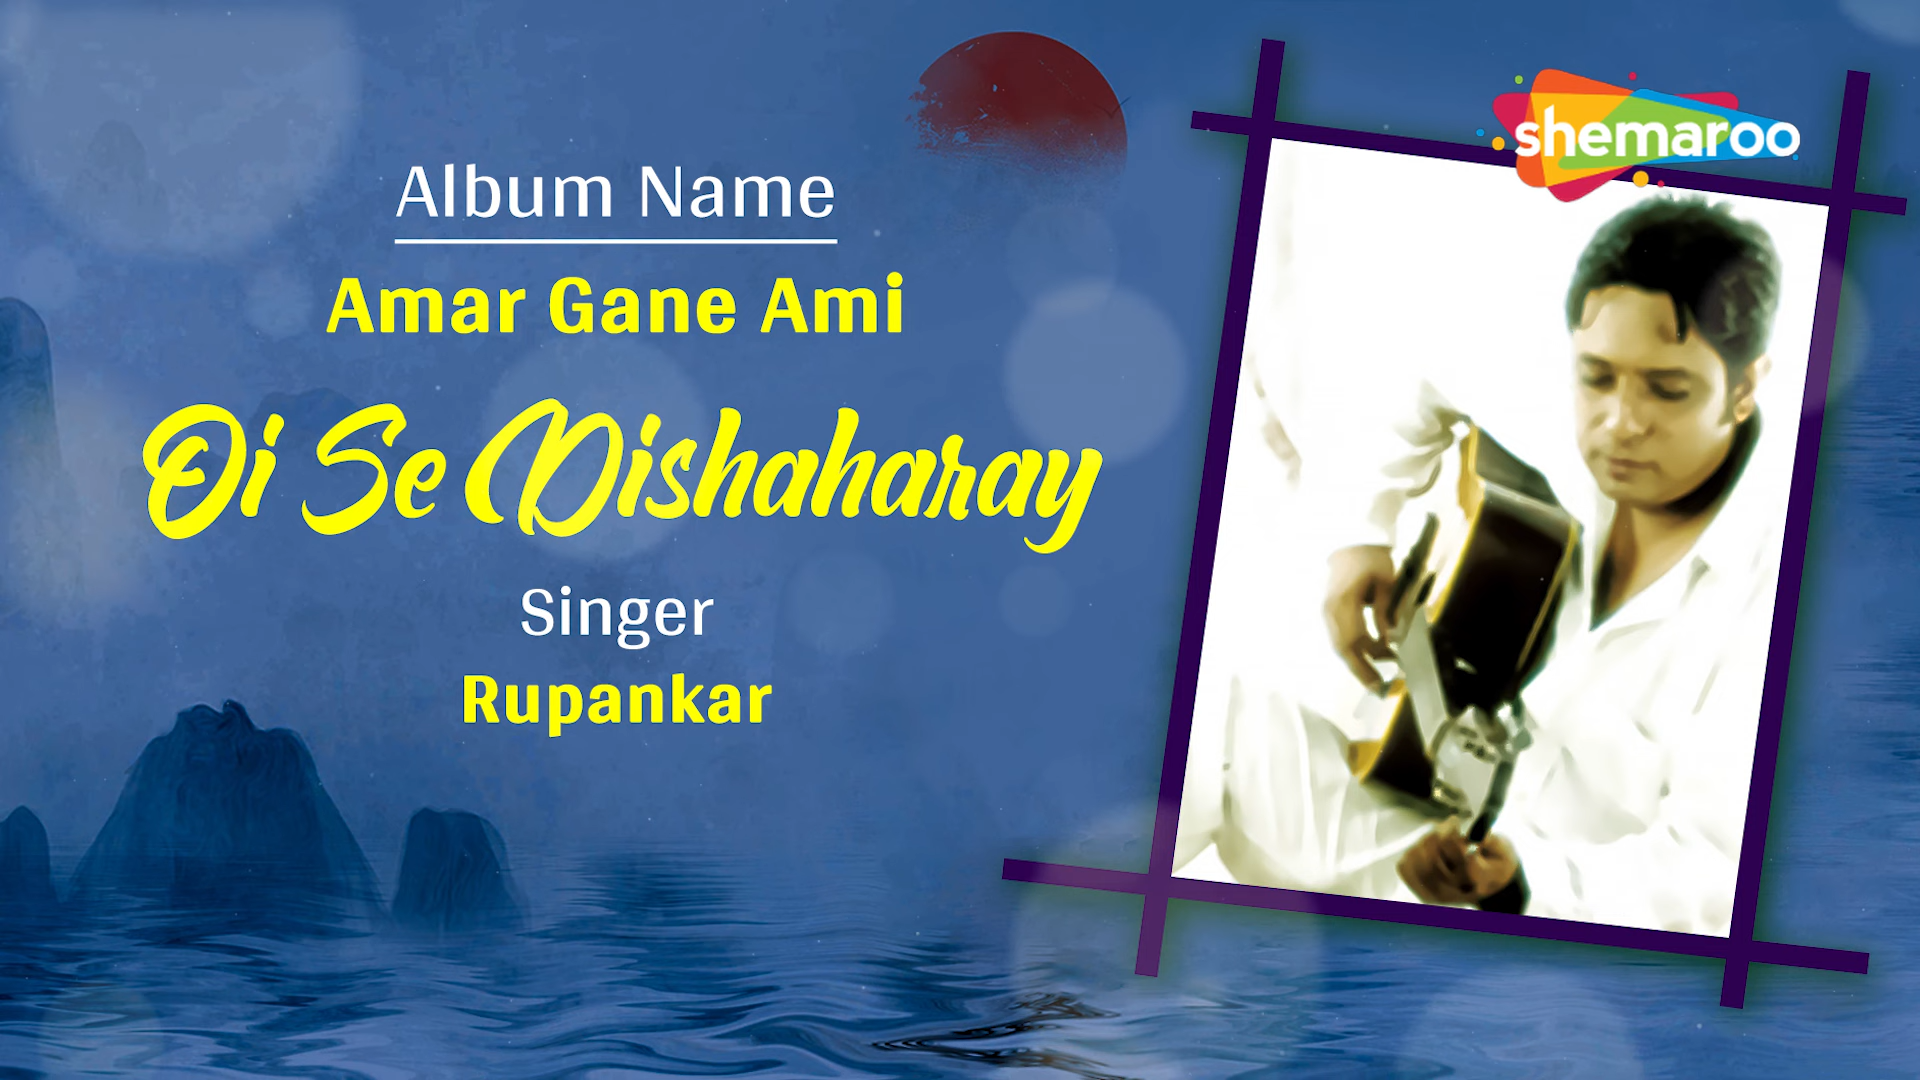 shemaroo
Album Name
Amar Gane Ami
Oi Se Dishaharay
Singer
Rupankar